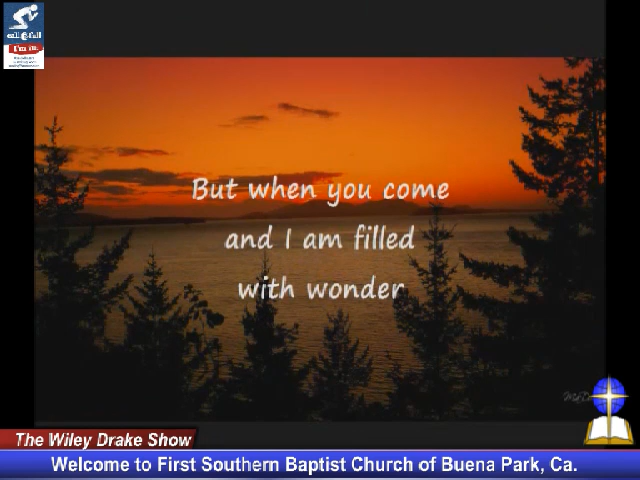 I'm in.
But when you come
and I am filled
with wonder
The Wiley Drake Show
Welcome to First Southern Baptist Church of Buena Park, Ca.